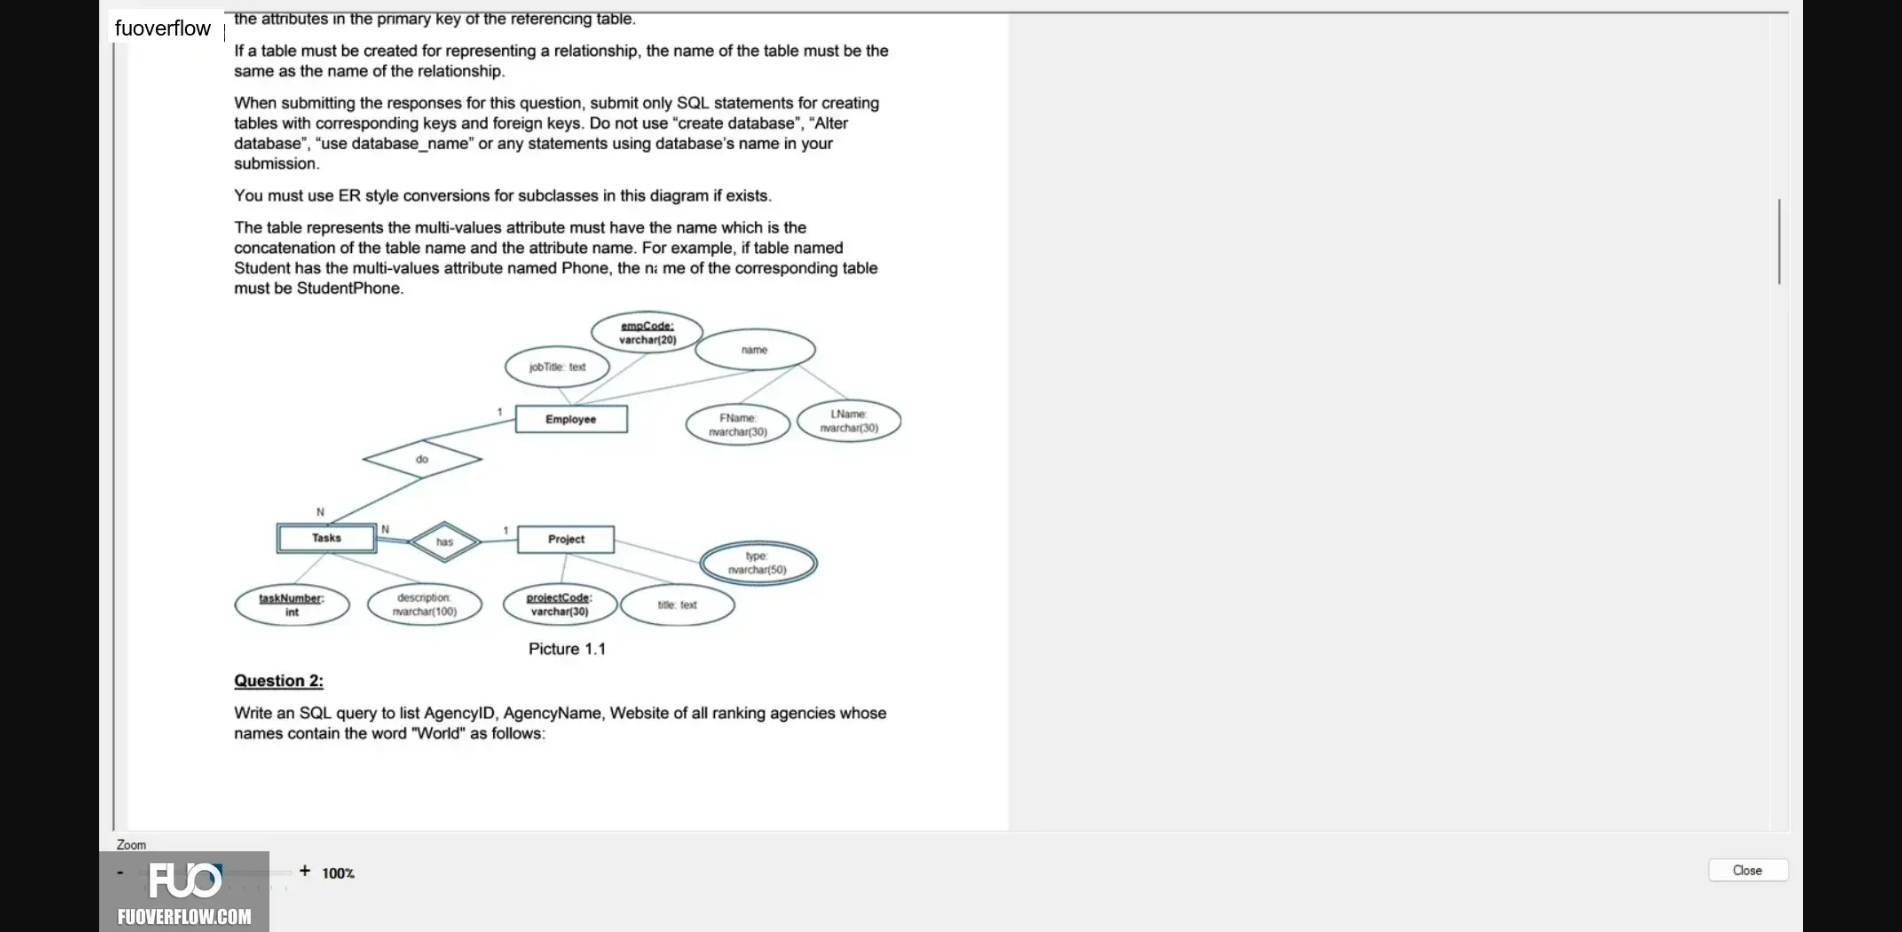 fuoverflow
the attributes in the primary key of the referencing table.
If a table must be created for representing a relationship, the name of the table must be the
same as the name of the relationship.
When submitting the responses for this question, submit only SQL statements for creating
tables with corresponding keys and foreign keys. Do not use “create database”, “Alter
database”, “use database_name” or any statements using database’s name in your
submission.
You must use ER style conversions for subclasses in this diagram if exists.
The table represents the multi-values attribute must have the name which is the
concatenation of the table name and the attribute name. For example, if table named
Student has the multi-values attribute named Phone, the name of the corresponding table
must be StudentPhone.
empCode:
varchar(20)
name
jobTitle: text
1
Employee
FName:
nvarchar(30)
LName:
nvarchar(30)
do
N
Tasks
N
has
1
Project
type:
nvarchar(50)
taskNumber:
int
description:
nvarchar(100)
projectCode:
varchar(30)
title: text
Picture 1.1
Question 2:
Write an SQL query to list AgencyID, AgencyName, Website of all ranking agencies whose
names contain the word "World" as follows:
Zoom
- + 100%
Close
FUO
FUOVERFLOW.COM